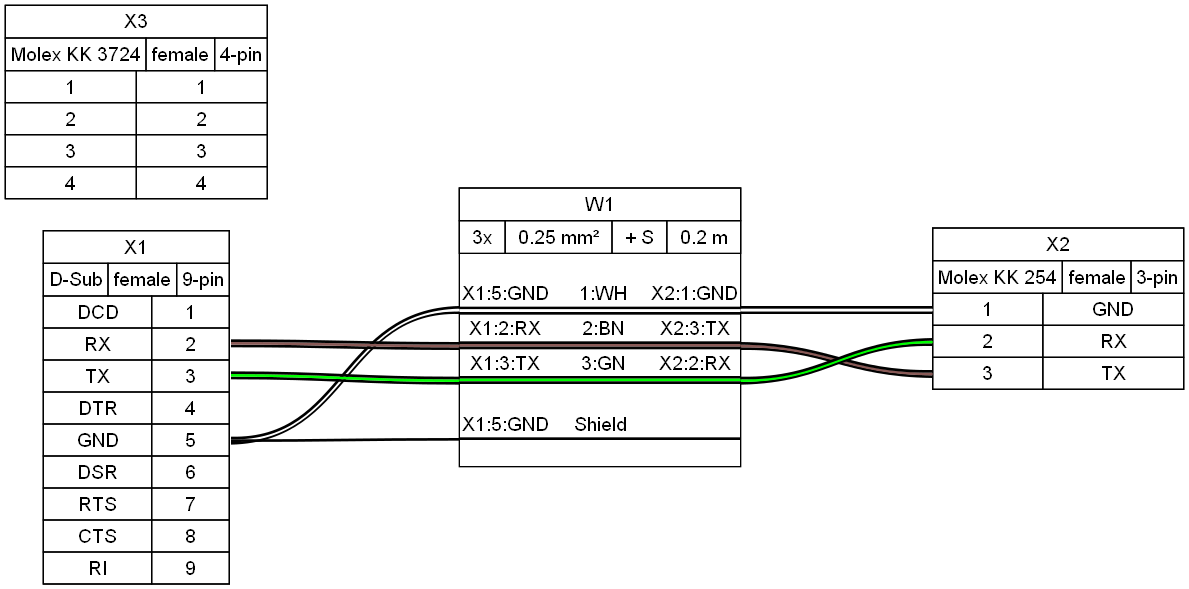 X3
Molex KK 3724 female 4-pin
1 1
2 2
3 3
4 4
X1
D-Sub female 9-pin
DCD 1
RX 2
TX 3
DTR 4
GND 5
DSR 6
RTS 7
CTS 8
RI 9
W1
3x 0.25 mm² + S 0.2 m
X1:5:GND 1:WH X2:1:GND
X1:2:RX 2:BN X2:3:TX
X1:3:TX 3:GN X2:2:RX
X1:5:GND Shield
X2
Molex KK 254 female 3-pin
1 GND
2 RX
3 TX